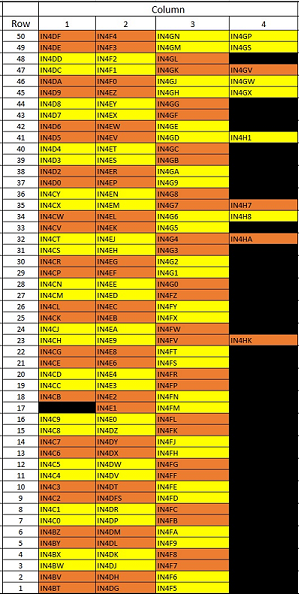 Column
Row 1 2 3 4
50 IN4DF IN4F4 IN4GN IN4GP
49 IN4DE IN4F3 IN4GM IN4GS
48 IN4DD IN4F2 IN4GL
47 IN4DC IN4F1 IN4GK IN4GV
46 IN4DA IN4F0 IN4GJ IN4GW
45 IN4D9 IN4EZ IN4GH IN4GX
44 IN4D8 IN4EY IN4GG
43 IN4D7 IN4EX IN4GF
42 IN4D6 IN4EW IN4GE
41 IN4D5 IN4EV IN4GD IN4H1
40 IN4D4 IN4ET IN4GC
39 IN4D3 IN4ES IN4GB
38 IN4D2 IN4ER IN4GA
37 IN4D0 IN4EP IN4G9
36 IN4CY IN4EN IN4G8
35 IN4CX IN4EM IN4G7 IN4H7
34 IN4CW IN4EL IN4G6 IN4H8
33 IN4CV IN4EK IN4G5
32 IN4CT IN4EJ IN4G4 IN4HA
31 IN4CS IN4EH IN4G3
30 IN4CR IN4EG IN4G2
29 IN4CP IN4EF IN4G1
28 IN4CN IN4EE IN4G0
27 IN4CM IN4ED IN4FZ
26 IN4CL IN4EC IN4FY
25 IN4CK IN4EB IN4FX
24 IN4CJ IN4EA IN4FW
23 IN4CH IN4E9 IN4FV IN4HK
22 IN4CG IN4E8 IN4FT
21 IN4CE IN4E6 IN4FS
20 IN4CD IN4E4 IN4FR
19 IN4CC IN4E3 IN4FP
18 IN4CB IN4E2 IN4FN
17 IN4E1 IN4FM
16 IN4C9 IN4E0 IN4FL
15 IN4C8 IN4DZ IN4FK
14 IN4C7 IN4DY IN4FJ
13 IN4C6 IN4DX IN4FH
12 IN4C5 IN4DW IN4FG
11 IN4C4 IN4DV IN4FF
10 IN4C3 IN4DT IN4FE
9 IN4C2 IN4DFS IN4FD
8 IN4C1 IN4DR IN4FC
7 IN4C0 IN4DP IN4FB
6 IN4BZ IN4DM IN4FA
5 IN4BY IN4DL IN4F9
4 IN4BX IN4DK IN4F8
3 IN4BW IN4DJ IN4F7
2 IN4BV IN4DH IN4F6
1 IN4BT IN4DG IN4F5